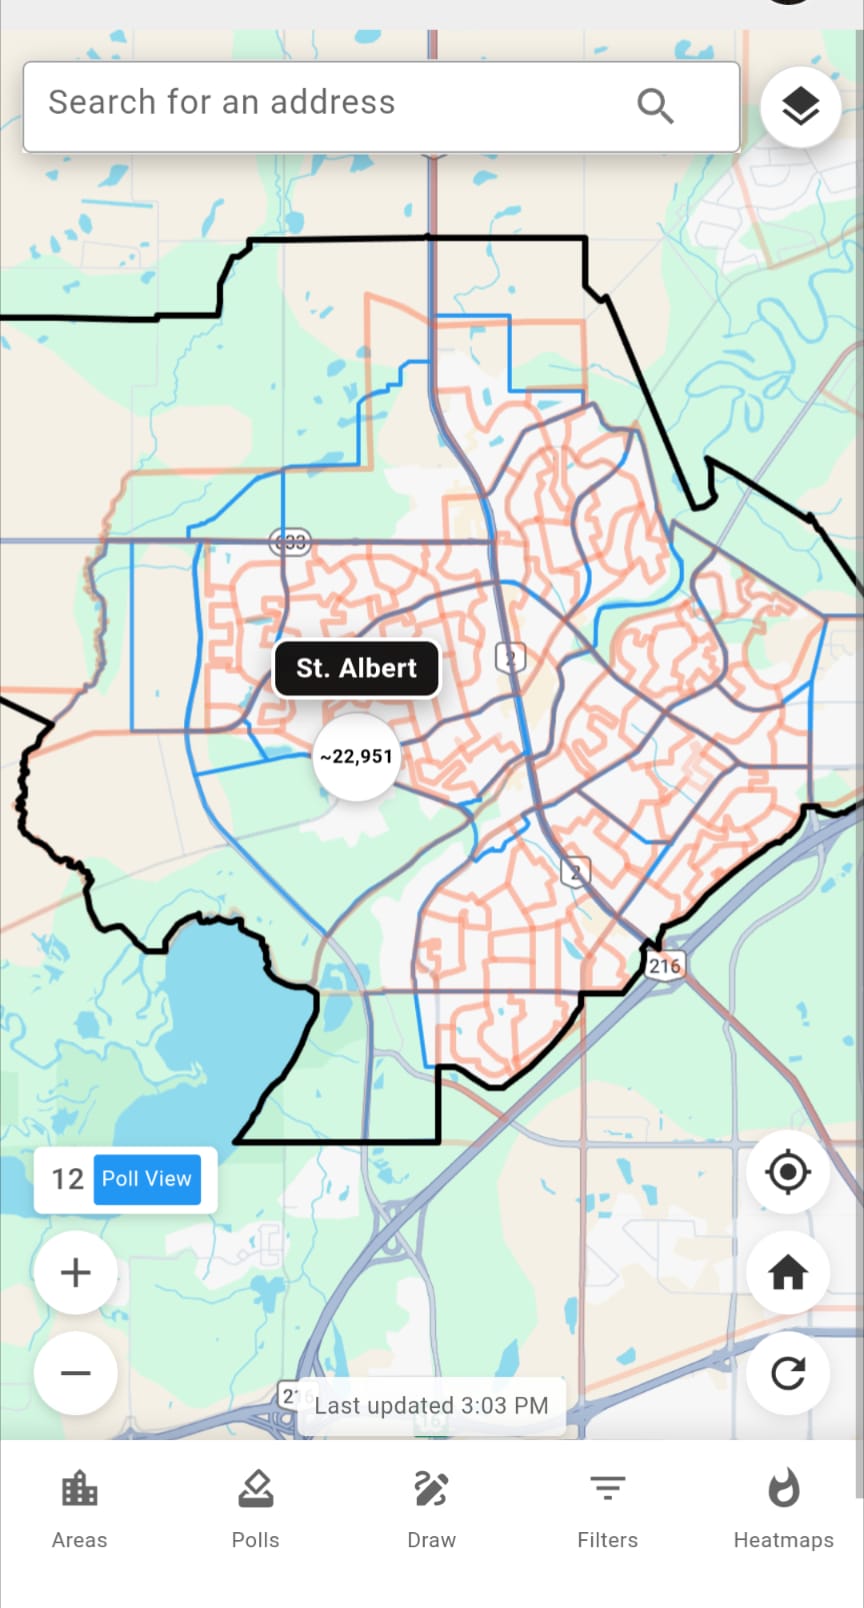 Search for an address
633
2
St. Albert
~22,951
2
216
12 Poll View
Last updated 3:03 PM
16
Areas
Polls
Draw
Filters
Heatmaps